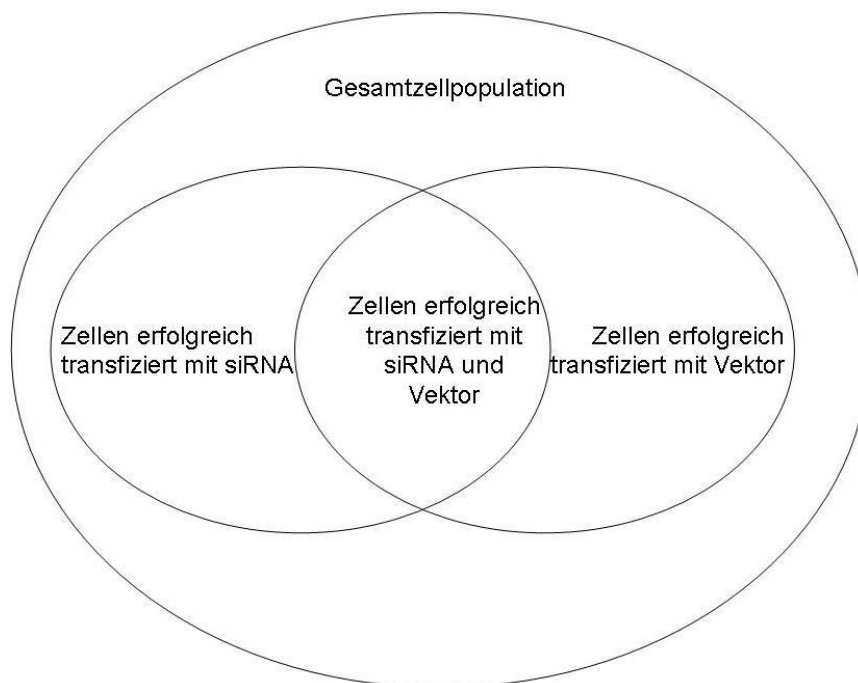 Gesamtzellpopulation
Zellen erfolgreich
transfiziert mit siRNA
Zellen erfolgreich
transfiziert mit
siRNA und
Vektor
Zellen erfolgreich
transfiziert mit Vektor